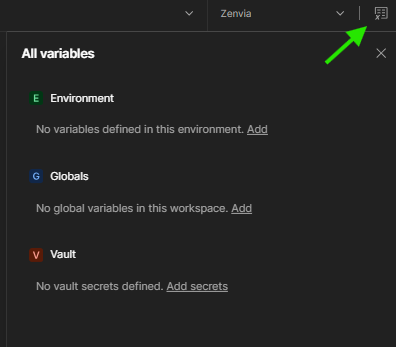 Zenvia
All variables
E Environment
No variables defined in this environment. Add
G Globals
No global variables in this workspace. Add
V Vault
No vault secrets defined. Add secrets